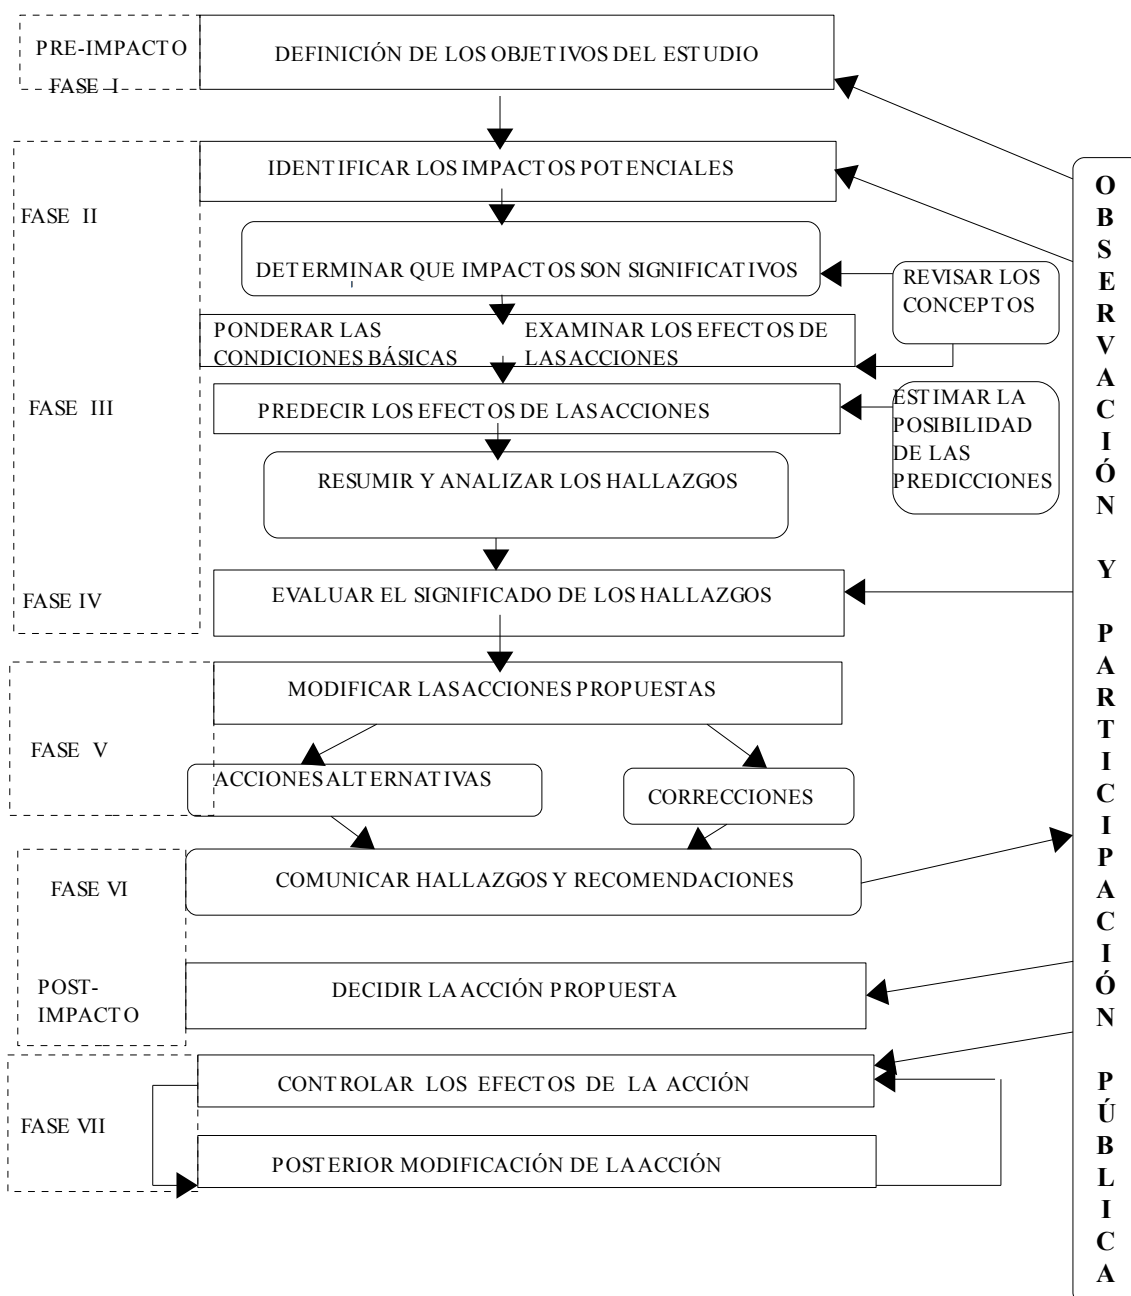 PRE-IMPACTO
FASE I
DEFINICIÓN DE LOS OBJETIVOS DEL ESTUDIO
IDENTIFICAR LOS IMPACTOS POTENCIALES
FASE II
DETERMINAR QUE IMPACTOS SON SIGNIFICATIVOS
REVISAR LOS
CONCEPTOS
PONDERAR LAS
CONDICIONES BÁSICAS
EXAMINAR LOS EFECTOS DE
LAS ACCIONES
FASE III
PREDECIR LOS EFECTOS DE LAS ACCIONES
ESTIMAR LA
POSIBILIDAD
DE LAS
PREDICCIONES
RESUMIR Y ANALIZAR LOS HALLAZGOS
FASE IV
EVALUAR EL SIGNIFICADO DE LOS HALLAZGOS
MODIFICAR LAS ACCIONES PROPUESTAS
FASE V
ACCIONES ALTERNATIVAS
CORRECCIONES
FASE VI
COMUNICAR HALLAZGOS Y RECOMENDACIONES
POST-
IMPACTO
DECIDIR LA ACCIÓN PROPUESTA
CONTROLAR LOS EFECTOS DE LA ACCIÓN
FASE VII
POSTERIOR MODIFICACIÓN DE LA ACCIÓN
OBSERVACIÓN Y PARTICIPACIÓN PÚBLICA